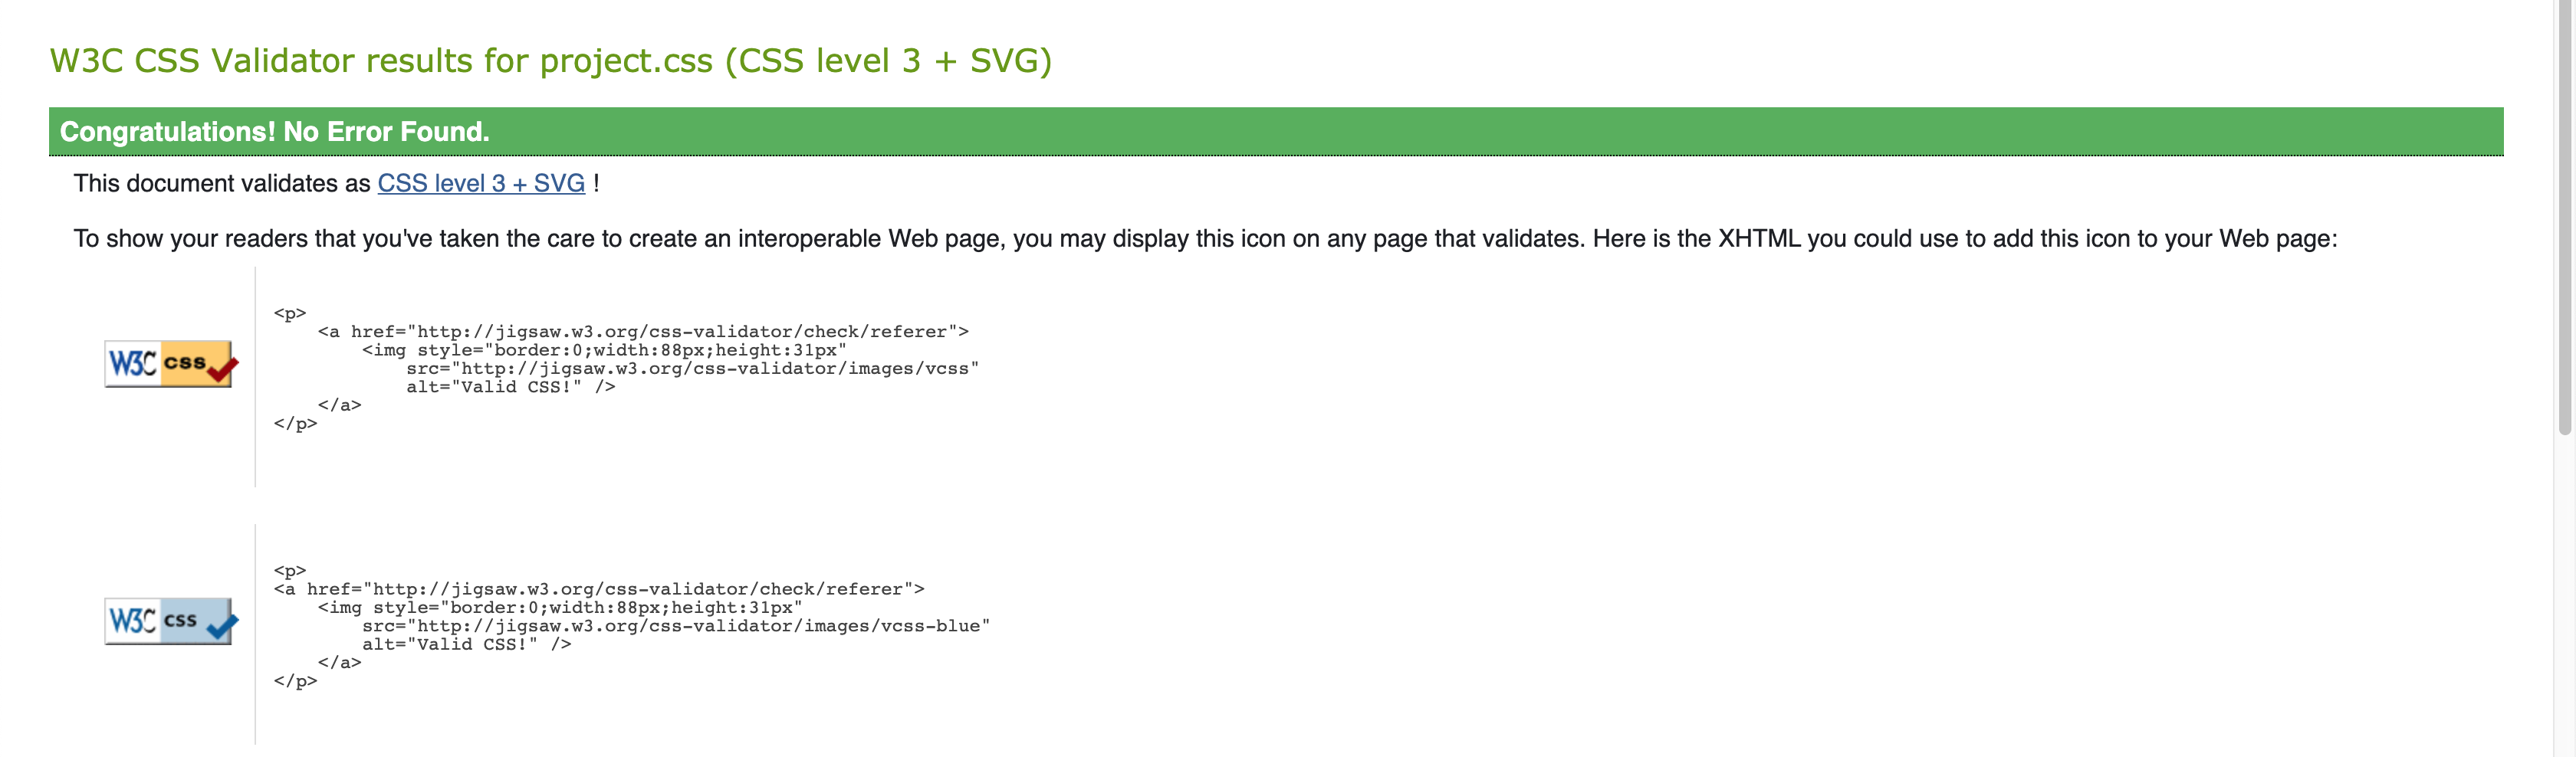 W3C CSS Validator results for project.css (CSS level 3 + SVG)
Congratulations! No Error Found.
This document validates as CSS level 3 + SVG !
To show your readers that you've taken the care to create an interoperable Web page, you may display this icon on any page that validates. Here is the XHTML you could use to add this icon to your Web page:
W3C css
<p>
    <a href="http://jigsaw.w3.org/css-validator/check/referer">
        <img style="border:0;width:88px;height:31px"
            src="http://jigsaw.w3.org/css-validator/images/vcss"
            alt="Valid CSS!" />
    </a>
</p>
W3C css
<p>
<a href="http://jigsaw.w3.org/css-validator/check/referer">
    <img style="border:0;width:88px;height:31px"
        src="http://jigsaw.w3.org/css-validator/images/vcss-blue"
        alt="Valid CSS!" />
    </a>
</p>